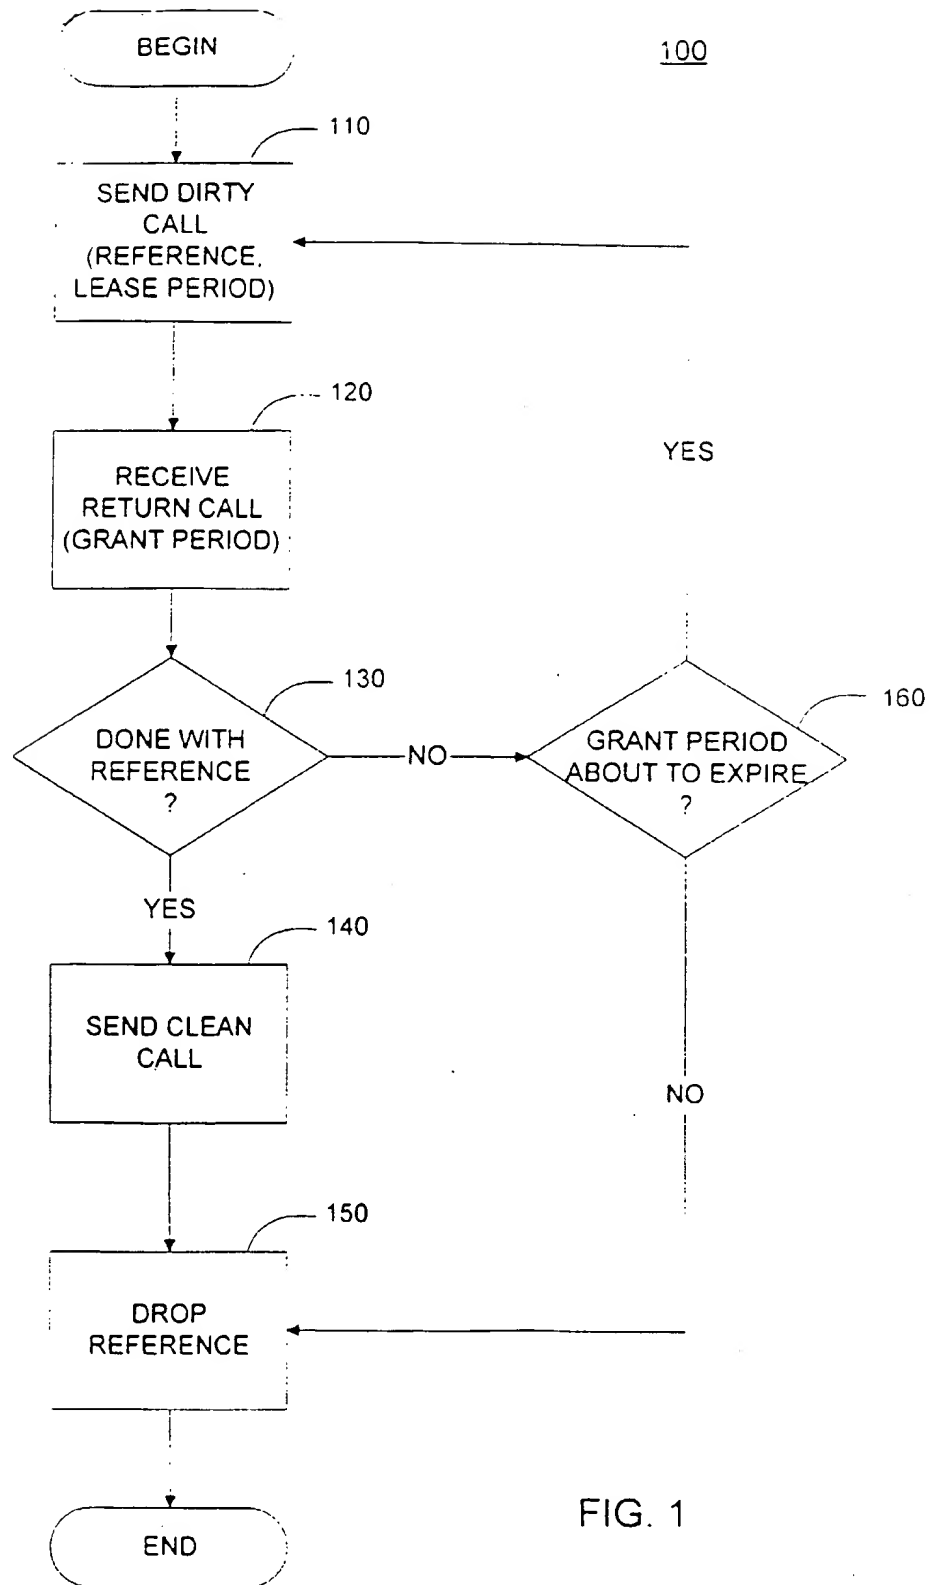 BEGIN
100
110
SEND DIRTY
CALL
(REFERENCE,
LEASE PERIOD)
120
RECEIVE
RETURN CALL
(GRANT PERIOD)
YES
130
DONE WITH
REFERENCE
?
NO
160
GRANT PERIOD
ABOUT TO EXPIRE
?
YES
140
SEND CLEAN
CALL
NO
150
DROP
REFERENCE
END
FIG. 1